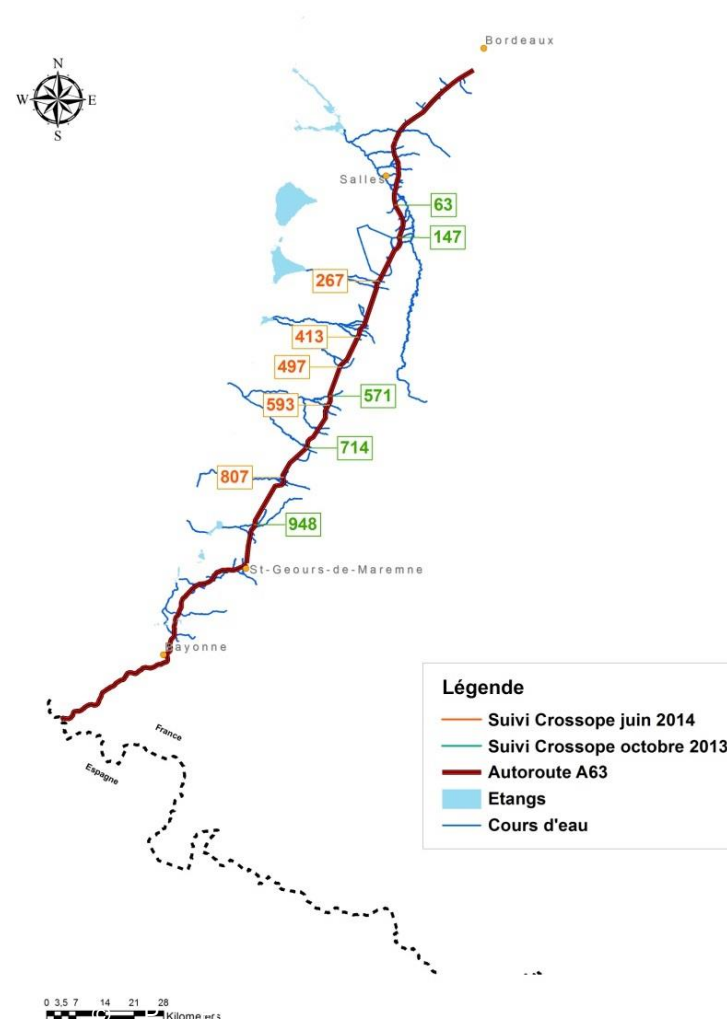 Bordeaux
N
W E
S
Salles
63
147
267
413
497
571
593
714
807
948
St-Geours-de-Maremne
Bayonne
Légende
Suivi Crossope juin 2014
Suivi Crossope octobre 2013
Autoroute A63
Etangs
Cours d'eau
France
Espagne
0 3,5 7 14 21 28
Kilometers